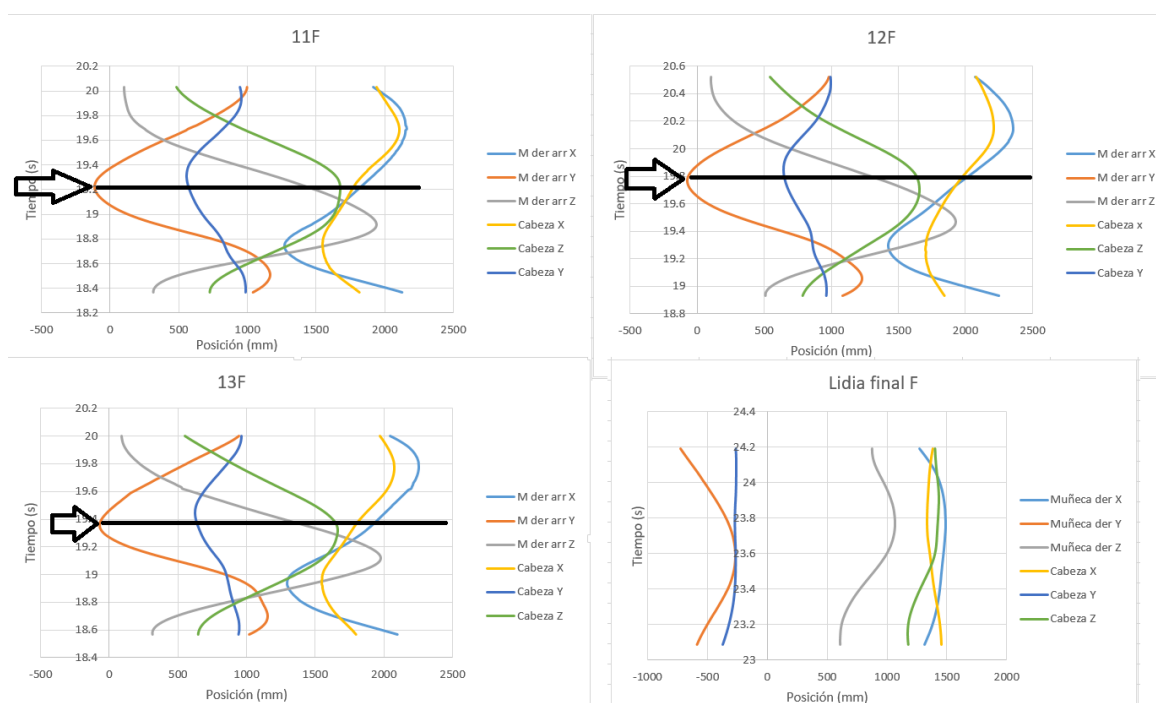 11F
20.2
20
19.8
19.6
19.4
19.2
19
18.8
18.6
18.4
18.2
-500 0 500 1000 1500 2000 2500
Tiempo (s)
Posición (mm)
M der arr X
M der arr Y
M der arr Z
Cabeza X
Cabeza Z
Cabeza Y
12F
20.6
20.4
20.2
20
19.8
19.6
19.4
19.2
19
18.8
-500 0 500 1000 1500 2000 2500
Tiempo (s)
Posición (mm)
M der arr X
M der arr Y
M der arr Z
Cabeza x
Cabeza Z
Cabeza Y
13F
20.2
20
19.8
19.6
19.4
19.2
19
18.8
18.6
18.4
-500 0 500 1000 1500 2000 2500
Tiempo (s)
Posición (mm)
M der arr X
M der arr Y
M der arr Z
Cabeza X
Cabeza Y
Cabeza Z
Lidia final F
24.4
24.2
24
23.8
23.6
23.4
23.2
23
-1000 -500 0 500 1000 1500 2000
Tiempo (s)
Posición (mm)
Muñeca der X
Muñeca der Y
Muñeca der Z
Cabeza X
Cabeza Y
Cabeza Z